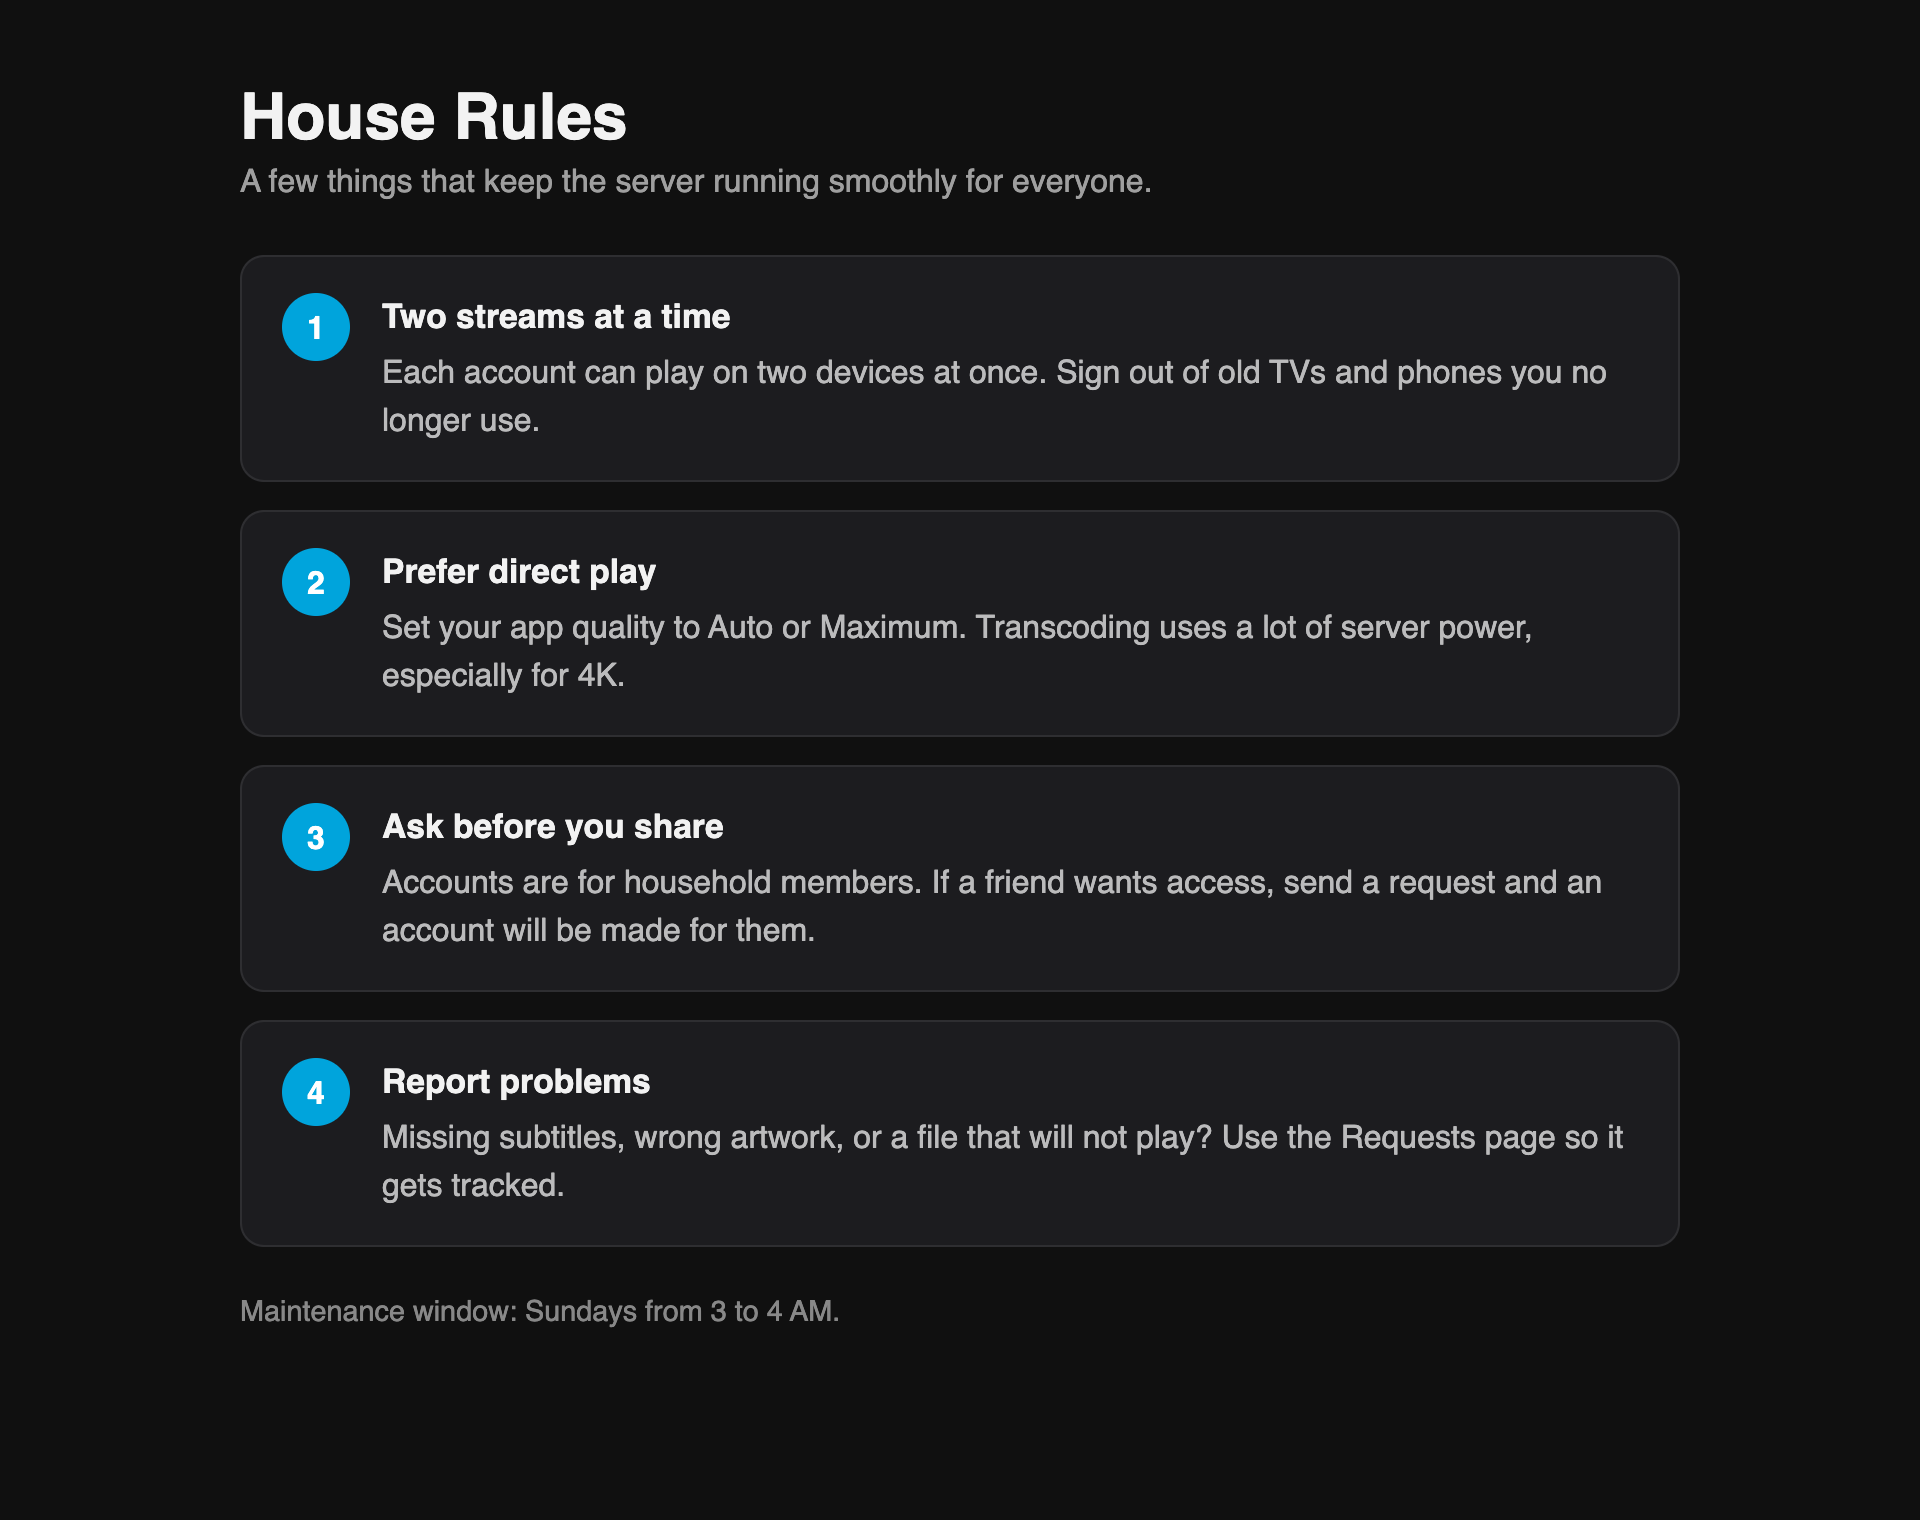 House Rules
A few things that keep the server running smoothly for everyone.
1
Two streams at a time
Each account can play on two devices at once. Sign out of old TVs and phones you no
longer use.
2
Prefer direct play
Set your app quality to Auto or Maximum. Transcoding uses a lot of server power,
especially for 4K.
3
Ask before you share
Accounts are for household members. If a friend wants access, send a request and an
account will be made for them.
4
Report problems
Missing subtitles, wrong artwork, or a file that will not play? Use the Requests page so it
gets tracked.
Maintenance window: Sundays from 3 to 4 AM.